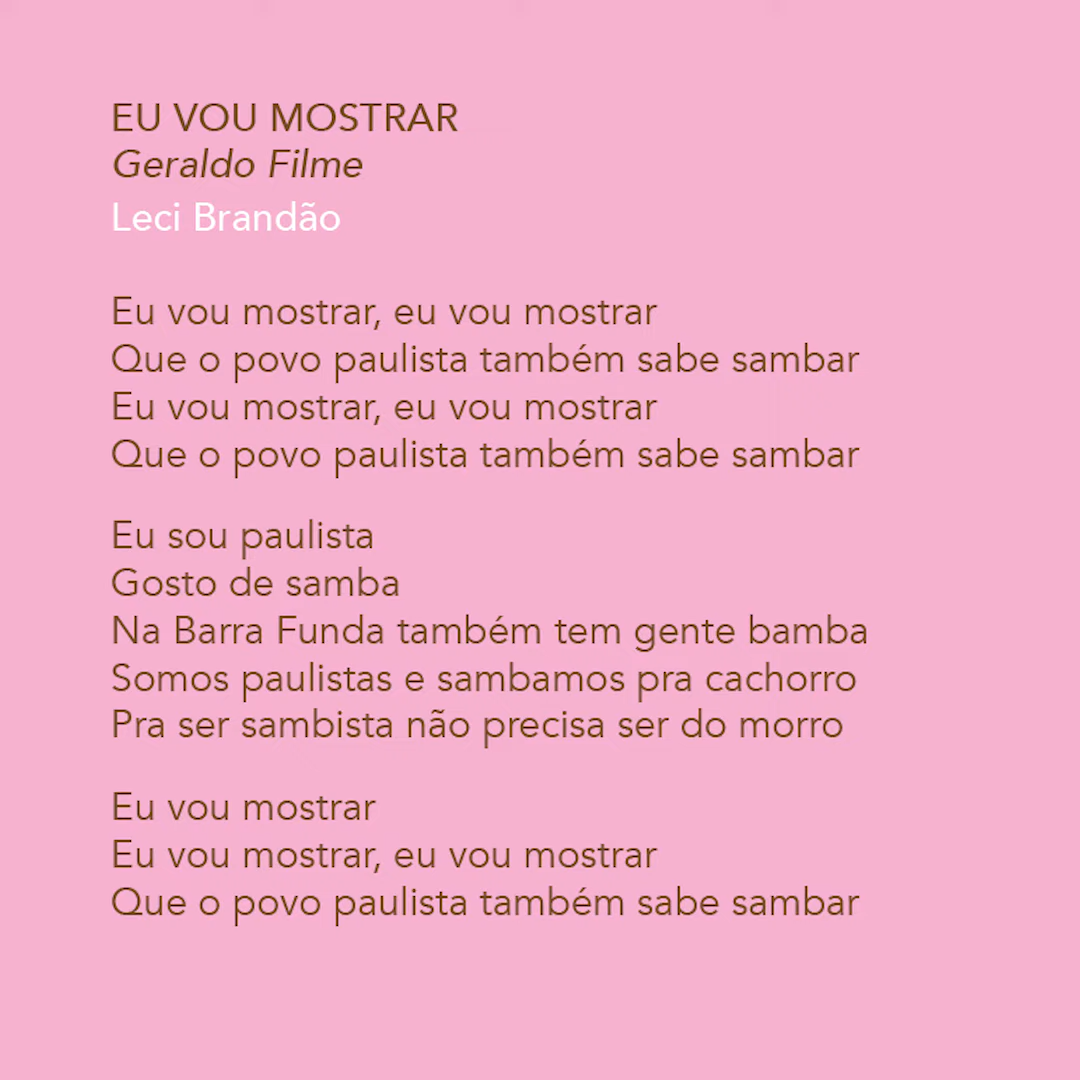 EU VOU MOSTRAR
Geraldo Filme
Leci Brandão
Eu vou mostrar, eu vou mostrar
Que o povo paulista também sabe sambar
Eu vou mostrar, eu vou mostrar
Que o povo paulista também sabe sambar
Eu sou paulista
Gosto de samba
Na Barra Funda também tem gente bamba
Somos paulistas e sambamos pra cachorro
Pra ser sambista não precisa ser do morro
Eu vou mostrar
Eu vou mostrar, eu vou mostrar
Que o povo paulista também sabe sambar